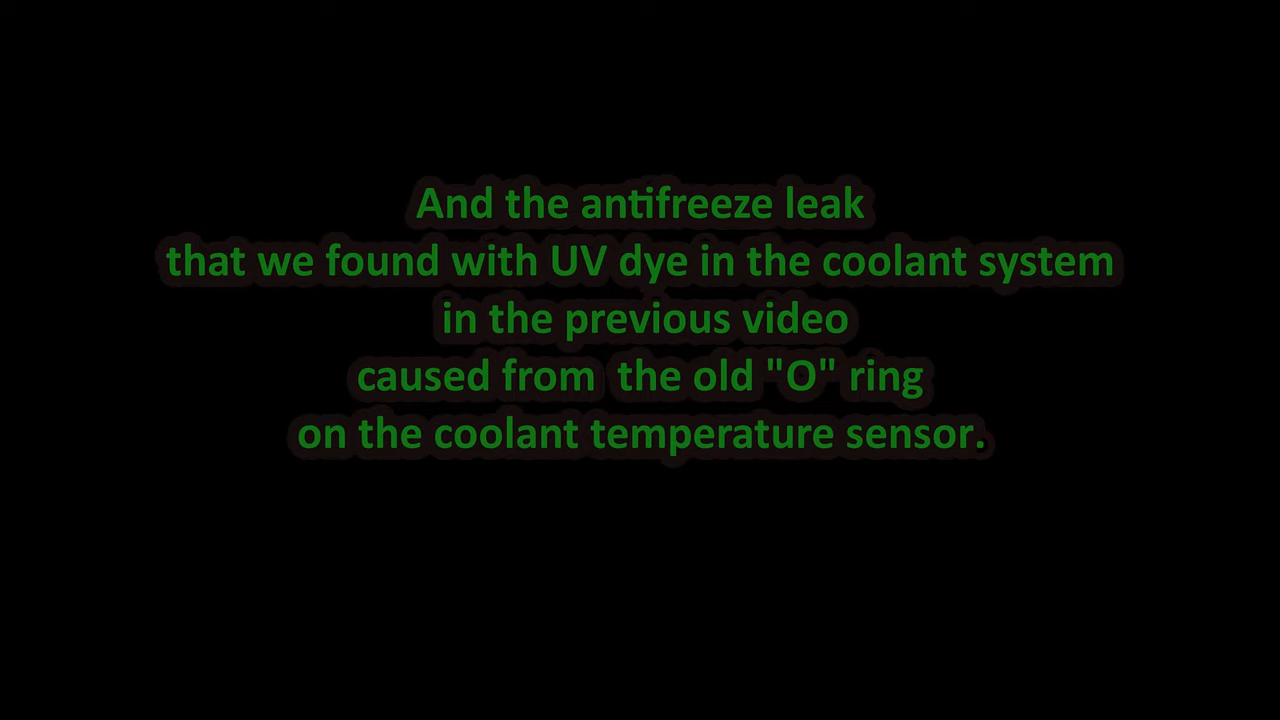 And the antifreeze leak
that we found with UV dye in the coolant system
in the previous video
caused from  the old "O" ring
on the coolant temperature sensor.